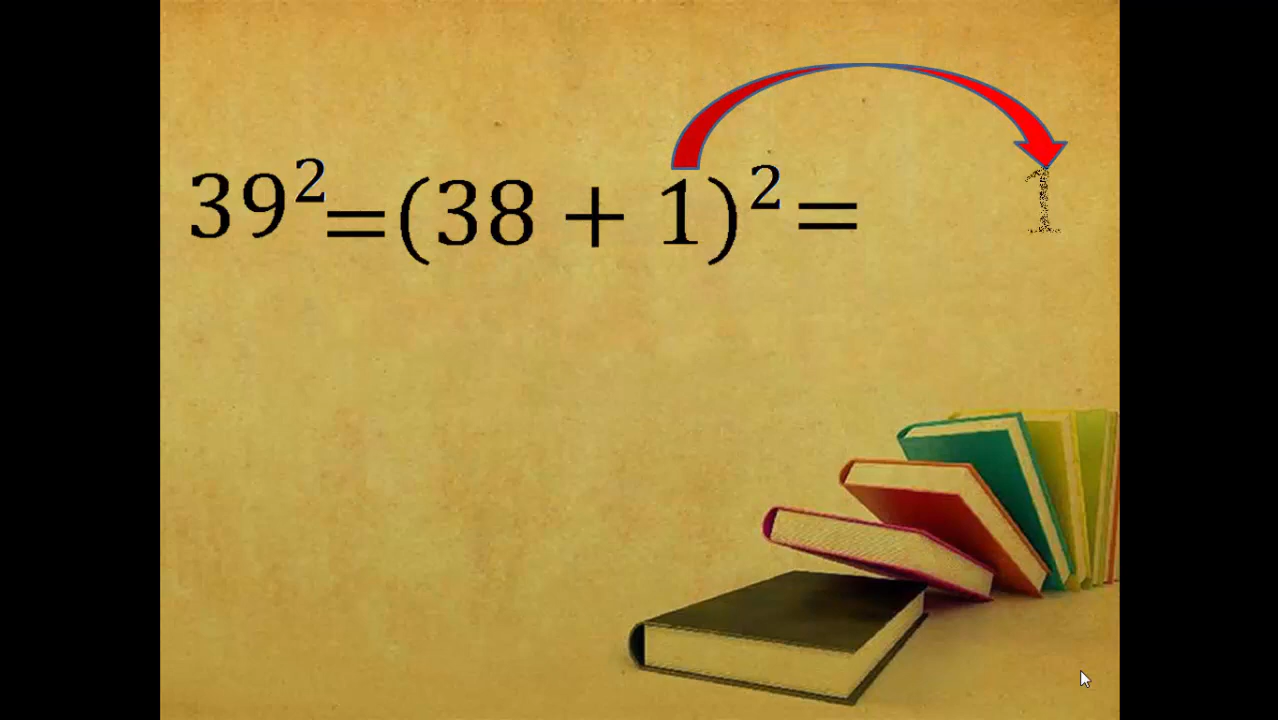 39²=(38 + 1)²= 1